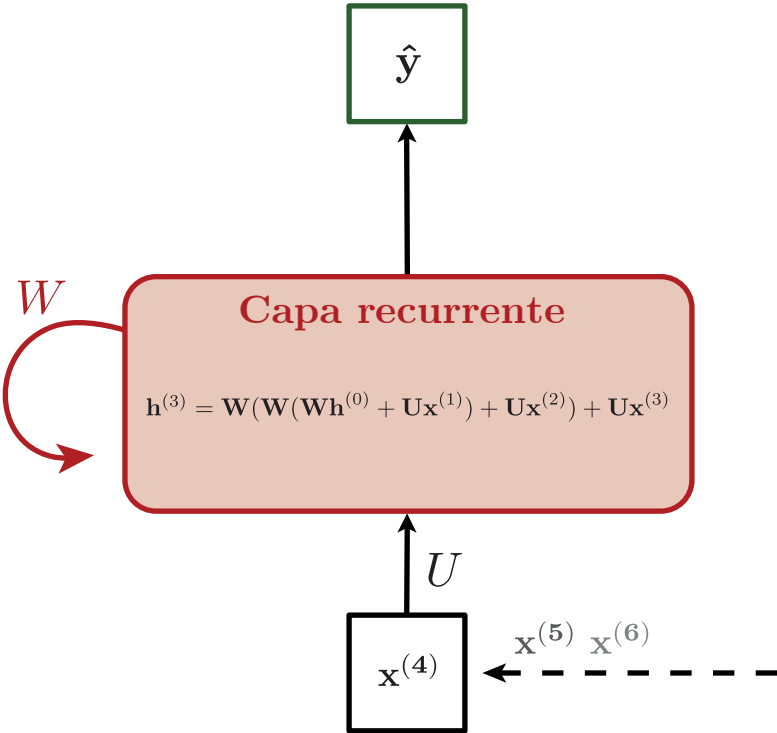 ŷ
W
Capa recurrente
h^(3) = W(W(Wh^(0) + Ux^(1)) + Ux^(2)) + Ux^(3)
U
x^(5) x^(6)
x^(4)